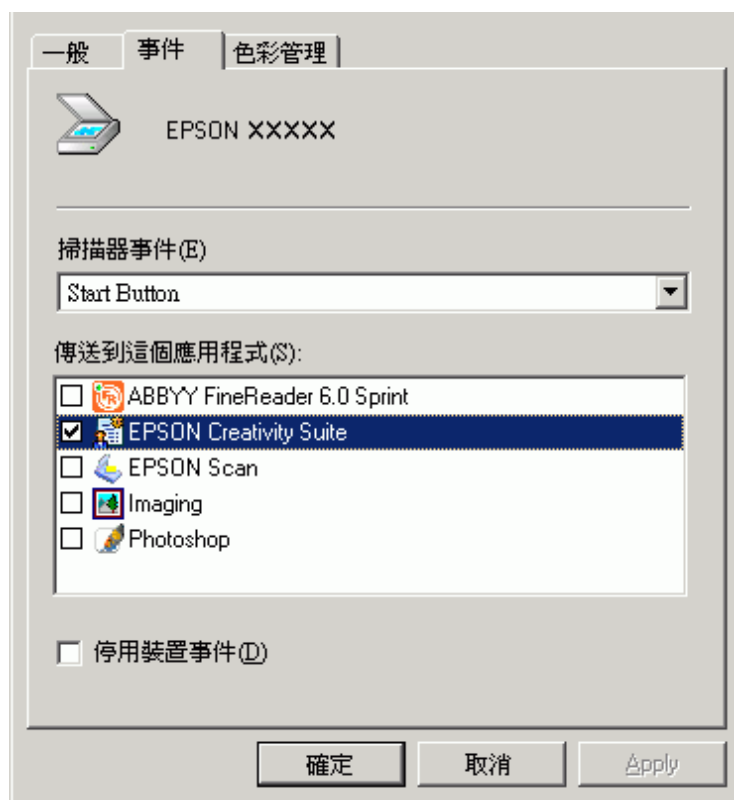 一般 事件 色彩管理
EPSON XXXXX
掃描器事件(E)
Start Button
傳送到這個應用程式(S):
ABBYY FineReader 6.0 Sprint
EPSON Creativity Suite
EPSON Scan
Imaging
Photoshop
停用裝置事件(D)
確定 取消 Apply